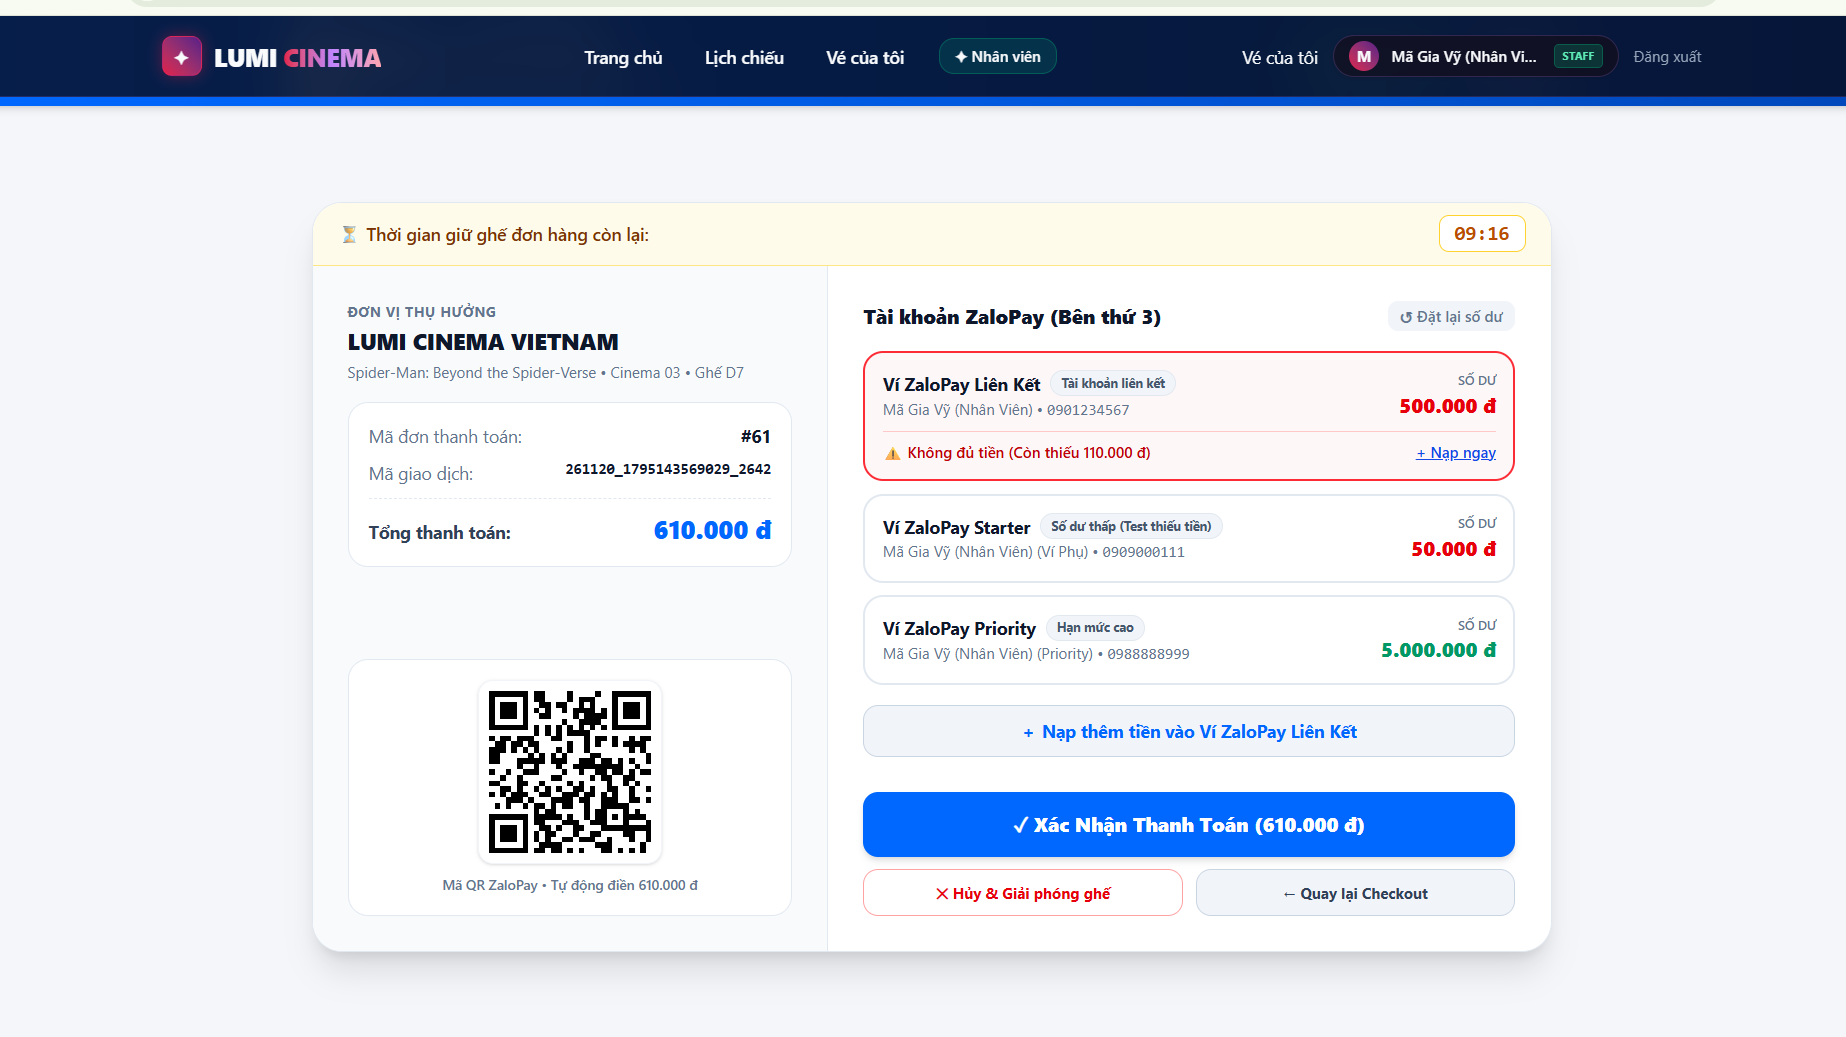 LUMI CINEMA
Trang chủ
Lịch chiếu
Vé của tôi
✦ Nhân viên
Vé của tôi
M
Mã Gia Vỹ (Nhân Vi...
STAFF
Đăng xuất
⏳ Thời gian giữ ghế đơn hàng còn lại:
09:16
ĐƠN VỊ THỤ HƯỞNG
LUMI CINEMA VIETNAM
Spider-Man: Beyond the Spider-Verse • Cinema 03 • Ghế D7
Mã đơn thanh toán: #61
Mã giao dịch: 261120_1795143569029_2642
Tổng thanh toán: 610.000 đ
Mã QR ZaloPay • Tự động điền 610.000 đ
Tài khoản ZaloPay (Bên thứ 3)
↺ Đặt lại số dư
Ví ZaloPay Liên Kết Tài khoản liên kết
SỐ DƯ
Mã Gia Vỹ (Nhân Viên) • 0901234567
500.000 đ
⚠️ Không đủ tiền (Còn thiếu 110.000 đ)
+ Nạp ngay
Ví ZaloPay Starter Số dư thấp (Test thiếu tiền)
SỐ DƯ
Mã Gia Vỹ (Nhân Viên) (Ví Phụ) • 0909000111
50.000 đ
Ví ZaloPay Priority Hạn mức cao
SỐ DƯ
Mã Gia Vỹ (Nhân Viên) (Priority) • 0988888999
5.000.000 đ
+ Nạp thêm tiền vào Ví ZaloPay Liên Kết
✓ Xác Nhận Thanh Toán (610.000 đ)
✕ Hủy & Giải phóng ghế
← Quay lại Checkout